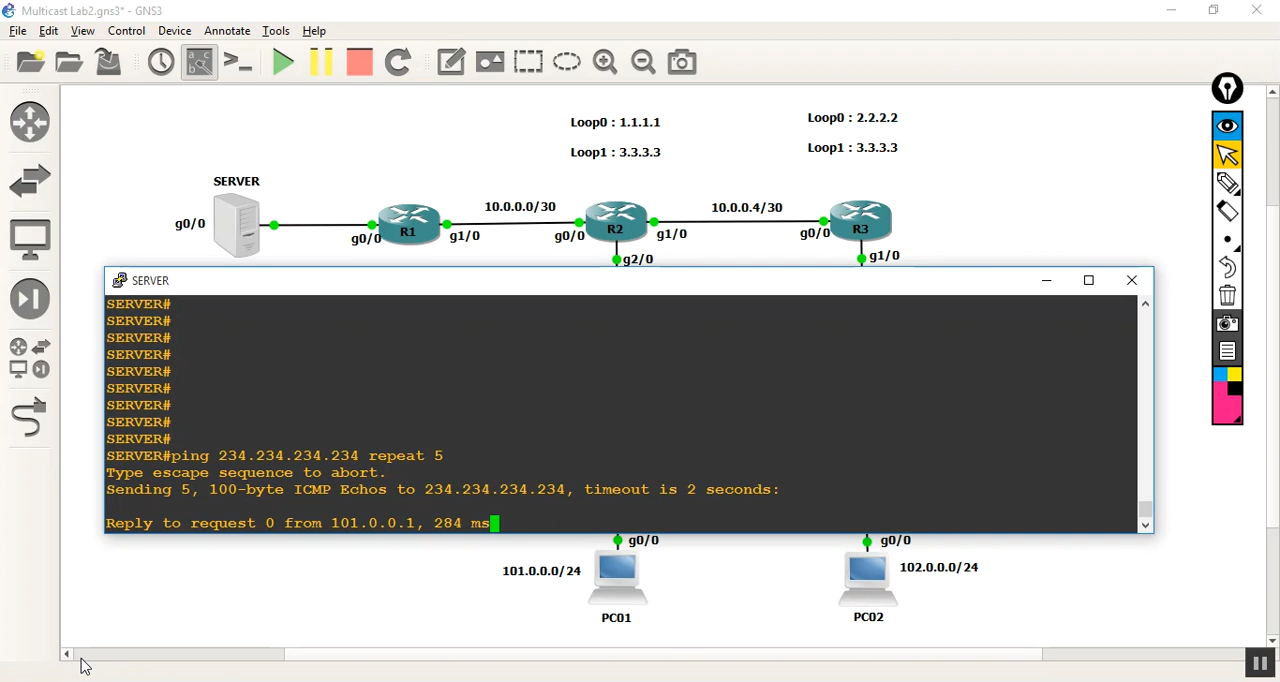 Multicast Lab2.gns3* - GNS3
File Edit View Control Device Annotate Tools Help
Loop0 : 1.1.1.1
Loop0 : 2.2.2.2
Loop1 : 3.3.3.3
Loop1 : 3.3.3.3
SERVER
10.0.0.0/30
10.0.0.4/30
g0/0
g0/0
R1
g1/0
g0/0
R2
g1/0
g0/0
R3
g2/0
g1/0
SERVER
SERVER#
SERVER#
SERVER#
SERVER#
SERVER#
SERVER#
SERVER#
SERVER#
SERVER#
SERVER#ping 234.234.234.234 repeat 5
Type escape sequence to abort.
Sending 5, 100-byte ICMP Echos to 234.234.234.234, timeout is 2 seconds:
Reply to request 0 from 101.0.0.1, 284 ms
g0/0
g0/0
101.0.0.0/24
102.0.0.0/24
PC01
PC02